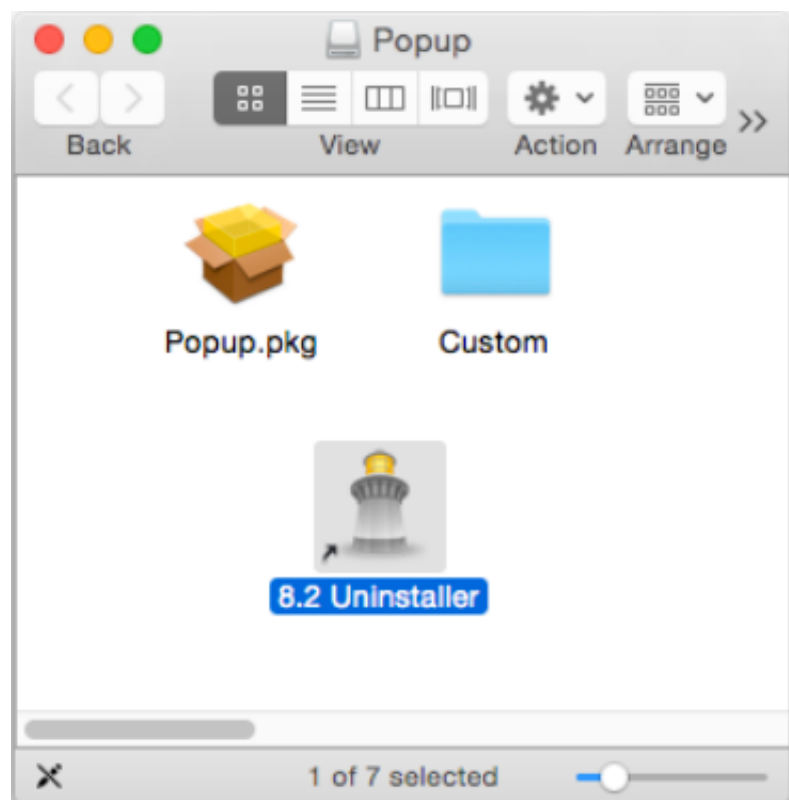 Popup
Back View Action Arrange
Popup.pkg Custom
8.2 Uninstaller
1 of 7 selected